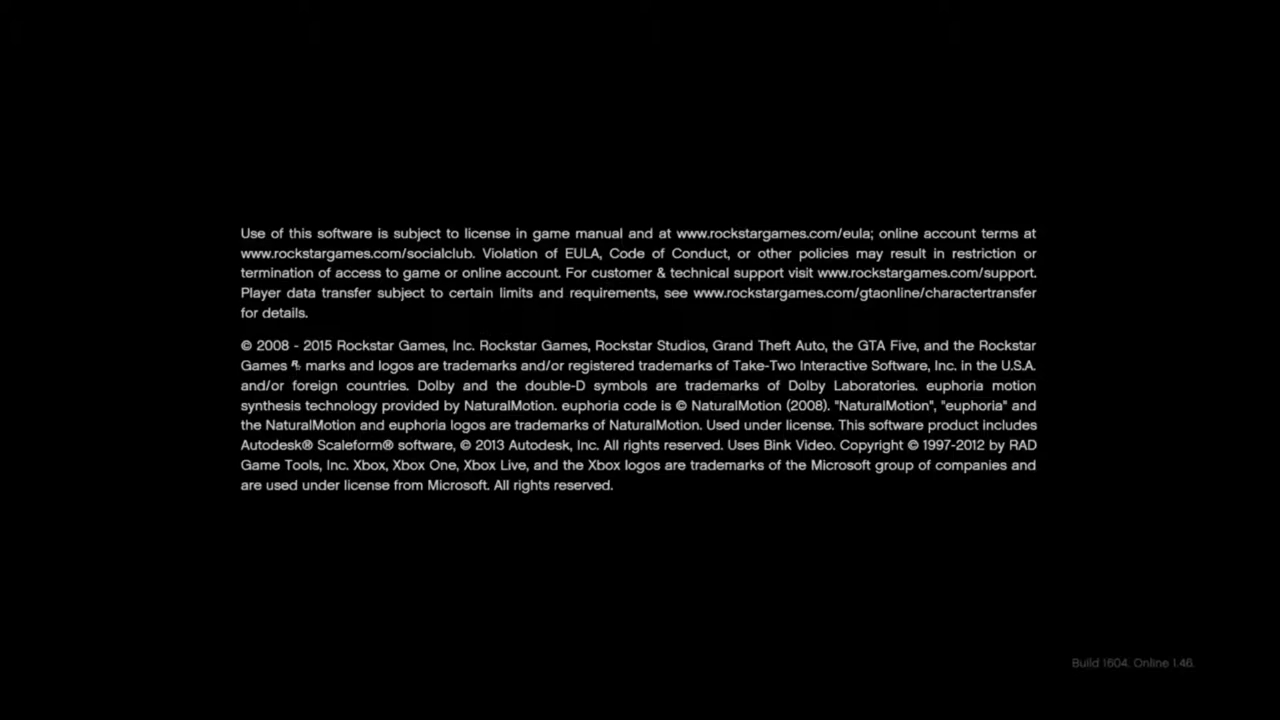 Use of this software is subject to license in game manual and at www.rockstargames.com/eula; online account terms at
www.rockstargames.com/socialclub. Violation of EULA, Code of Conduct, or other policies may result in restriction or
termination of access to game or online account. For customer & technical support visit www.rockstargames.com/support.
Player data transfer subject to certain limits and requirements, see www.rockstargames.com/gtaonline/charactertransfer
for details.
© 2008 - 2015 Rockstar Games, Inc. Rockstar Games, Rockstar Studios, Grand Theft Auto, the GTA Five, and the Rockstar
Games R* marks and logos are trademarks and/or registered trademarks of Take-Two Interactive Software, Inc. in the U.S.A.
and/or foreign countries. Dolby and the double-D symbols are trademarks of Dolby Laboratories. euphoria motion
synthesis technology provided by NaturalMotion. euphoria code is © NaturalMotion (2008). "NaturalMotion", "euphoria" and
the NaturalMotion and euphoria logos are trademarks of NaturalMotion. Used under license. This software product includes
Autodesk® Scaleform® software, © 2013 Autodesk, Inc. All rights reserved. Uses Bink Video. Copyright © 1997-2012 by RAD
Game Tools, Inc. Xbox, Xbox One, Xbox Live, and the Xbox logos are trademarks of the Microsoft group of companies and
are used under license from Microsoft. All rights reserved.
Build 1604. Online 1.46.